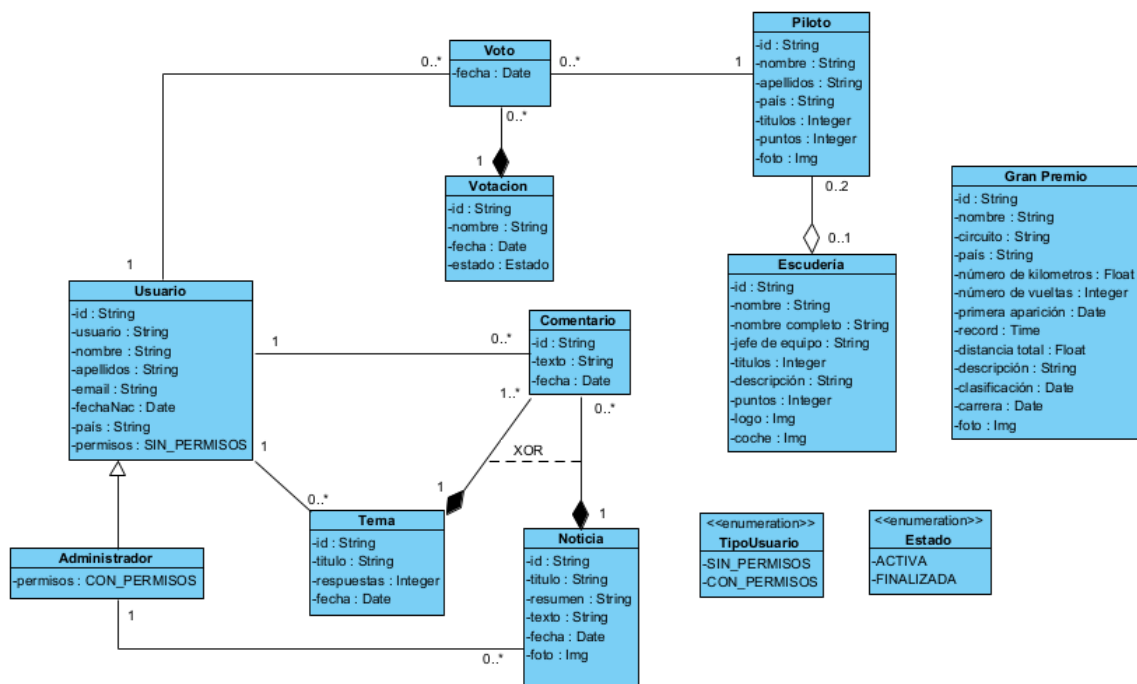 Voto
-fecha : Date
0..*
0..*
0..*
1
Piloto
-id : String
-nombre : String
-apellidos : String
-país : String
-titulos : Integer
-puntos : Integer
-foto : Img
0..2
0..1
1
Votacion
-id : String
-nombre : String
-fecha : Date
-estado : Estado
Gran Premio
-id : String
-nombre : String
-circuito : String
-país : String
-número de kilometros : Float
-número de vueltas : Integer
-primera aparición : Date
-record : Time
-distancia total : Float
-descripción : String
-clasificación : Date
-carrera : Date
-foto : Img
Escuderia
-id : String
-nombre : String
-nombre completo : String
-jefe de equipo : String
-titulos : Integer
-descripción : String
-puntos : Integer
-logo : Img
-coche : Img
1
Usuario
-id : String
-usuario : String
-nombre : String
-apellidos : String
-email : String
-fechaNac : Date
-país : String
-permisos : SIN_PERMISOS
1
0..*
Comentario
-id : String
-texto : String
-fecha : Date
1..*
0..*
XOR
1
0..*
1
1
Tema
-id : String
-titulo : String
-respuestas : Integer
-fecha : Date
Noticia
-id : String
-titulo : String
-resumen : String
-texto : String
-fecha : Date
-foto : Img
Administrador
-permisos : CON_PERMISOS
1
0..*
<<enumeration>>
TipoUsuario
-SIN_PERMISOS
-CON_PERMISOS
<<enumeration>>
Estado
-ACTIVA
-FINALIZADA